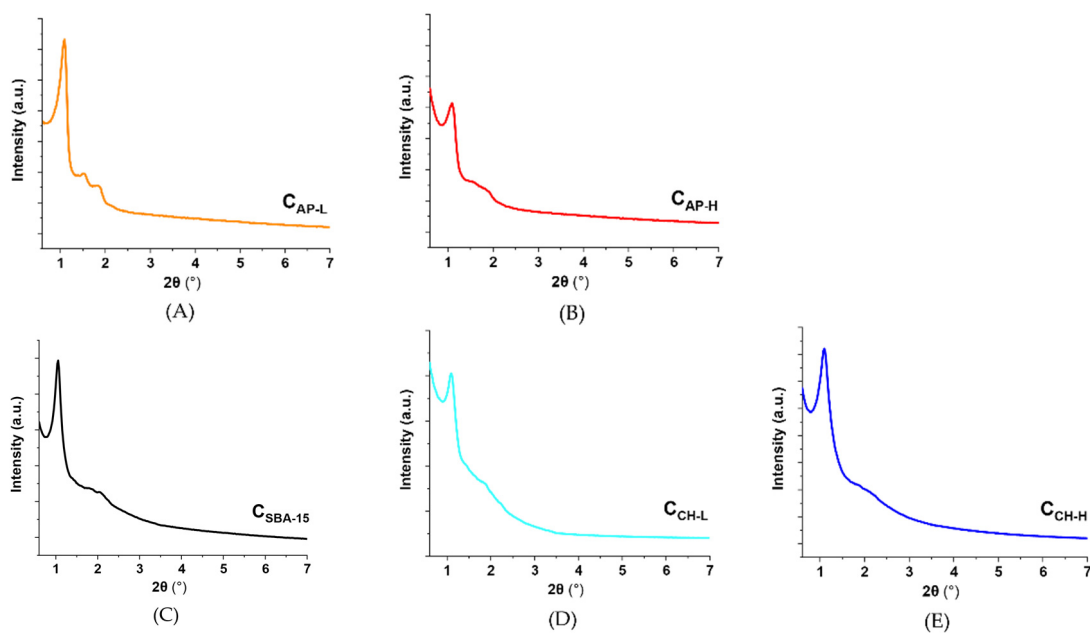 Intensity (a.u.)
C_AP-L
1 2 3 4 5 6 7
2θ (°)
(A)
Intensity (a.u.)
C_AP-H
1 2 3 4 5 6 7
2θ (°)
(B)
Intensity (a.u.)
C_SBA-15
1 2 3 4 5 6 7
2θ (°)
(C)
Intensity (a.u.)
C_CH-L
1 2 3 4 5 6 7
2θ (°)
(D)
Intensity (a.u.)
C_CH-H
1 2 3 4 5 6 7
2θ (°)
(E)